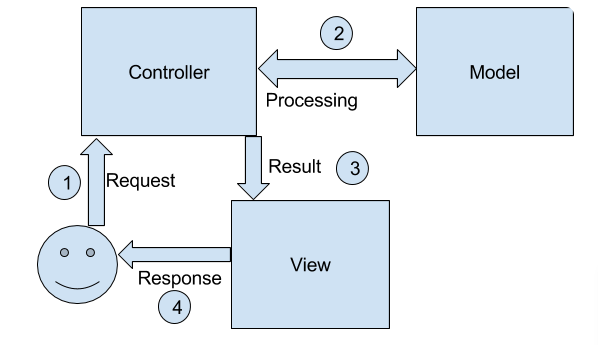 2
Controller
Model
Processing
1
Request
Result
3
View
Response
4